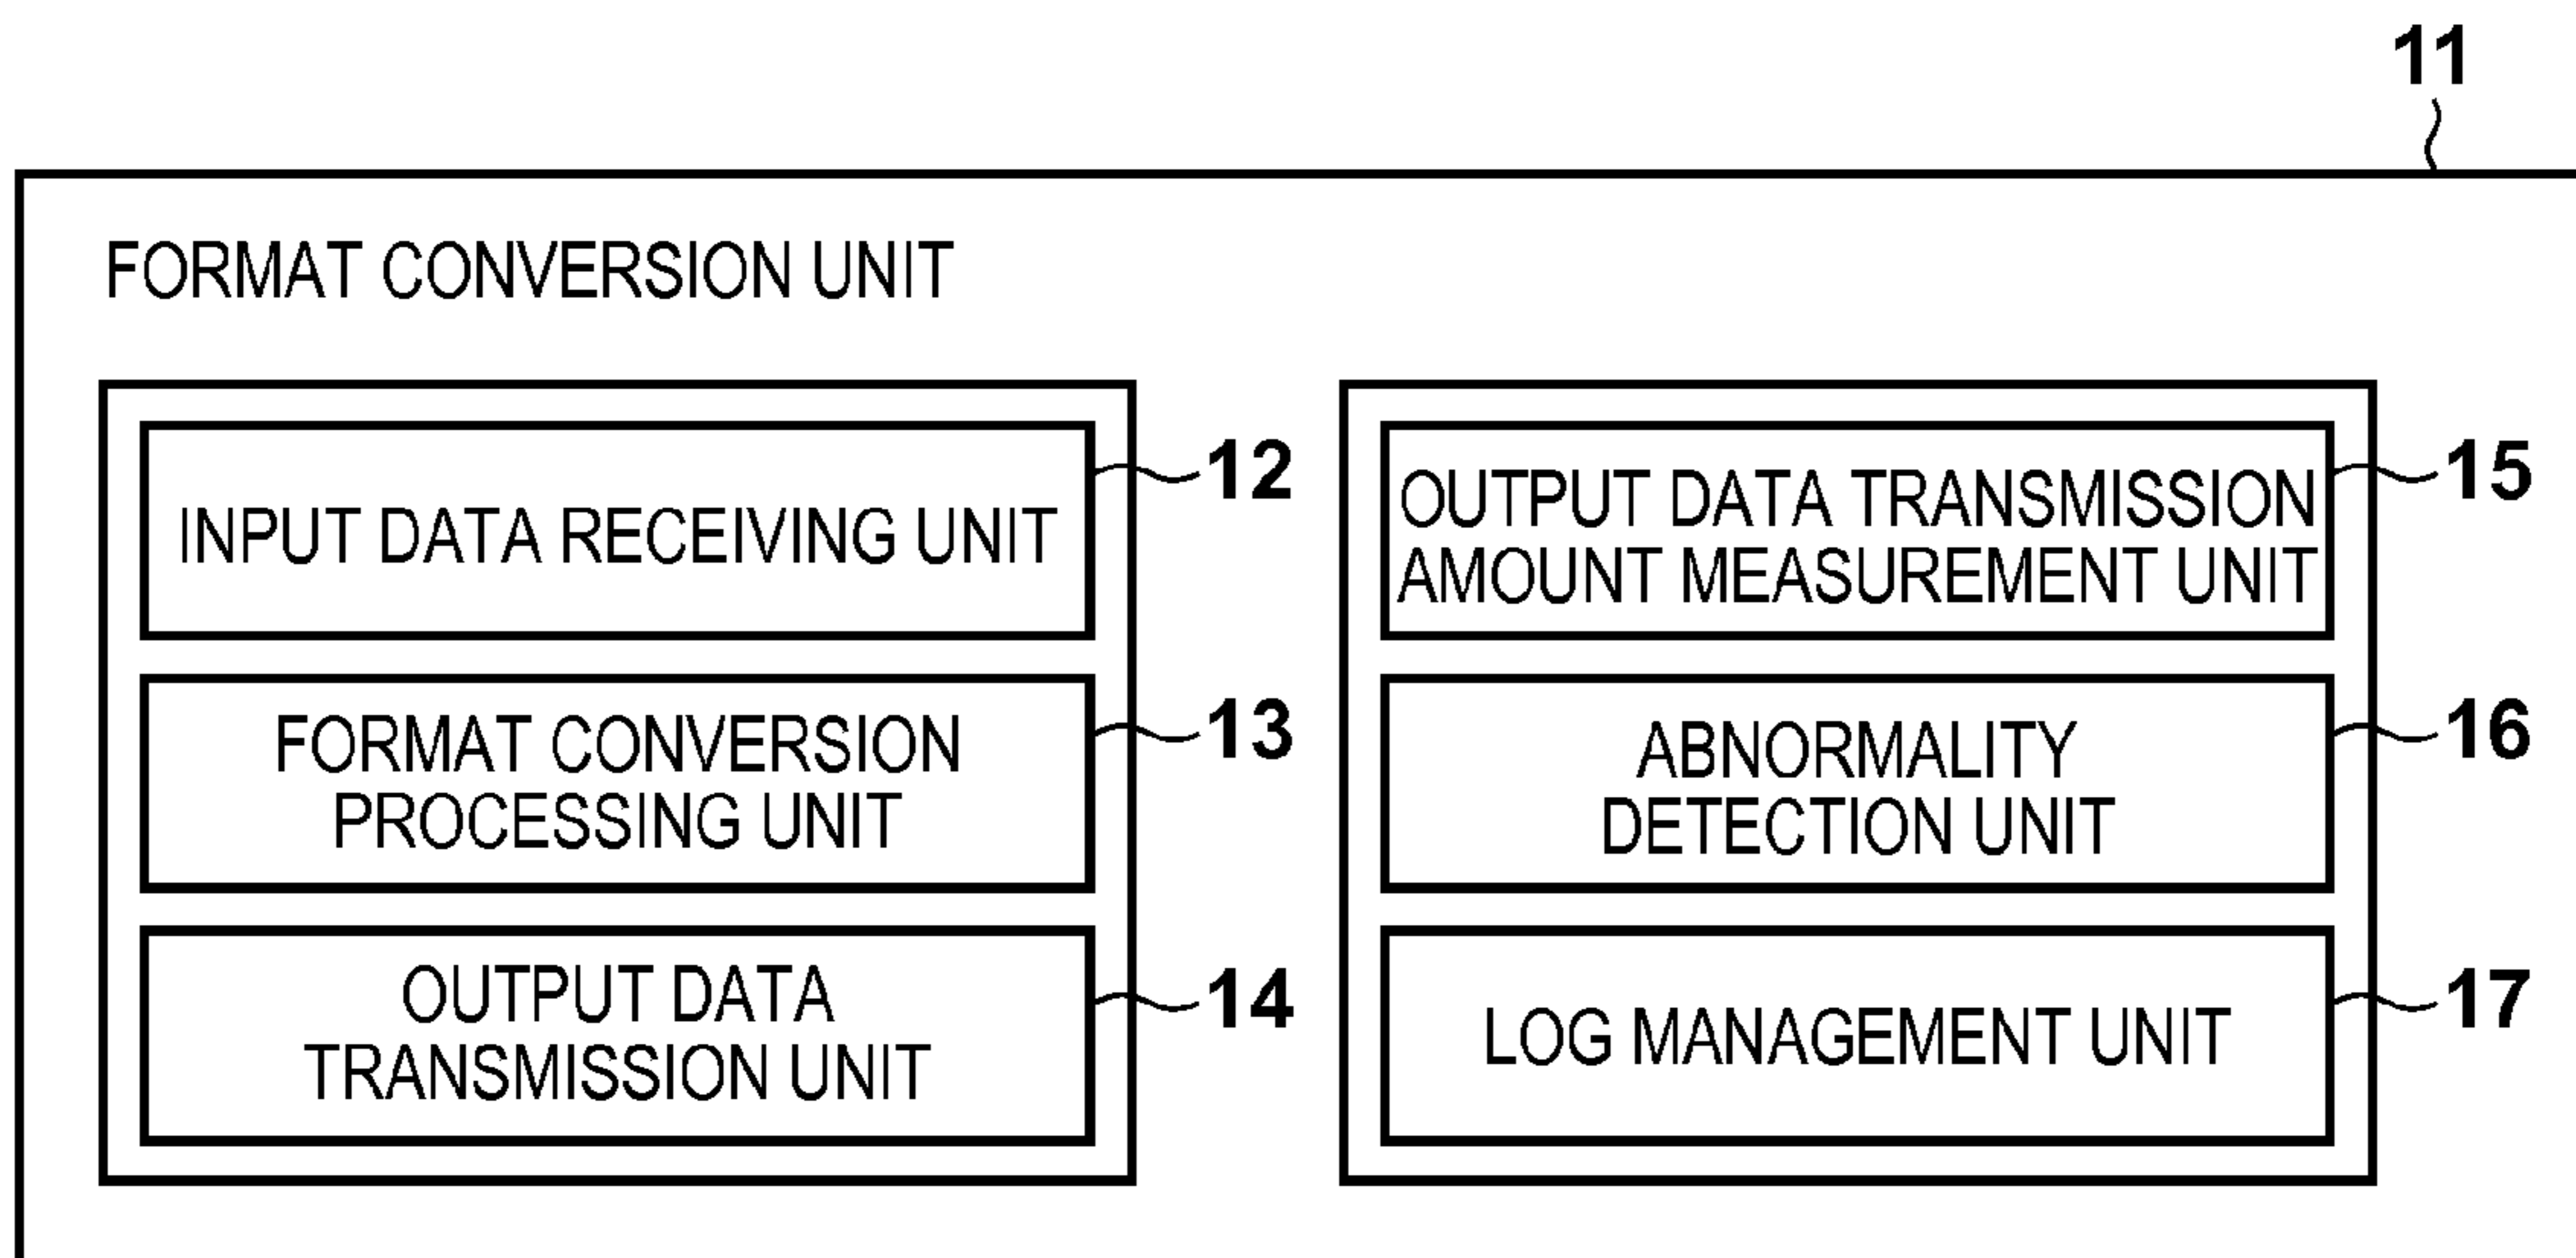 11
FORMAT CONVERSION UNIT
INPUT DATA RECEIVING UNIT
12
FORMAT CONVERSION
PROCESSING UNIT
13
OUTPUT DATA
TRANSMISSION UNIT
14
OUTPUT DATA TRANSMISSION
AMOUNT MEASUREMENT UNIT
15
ABNORMALITY
DETECTION UNIT
16
LOG MANAGEMENT UNIT
17